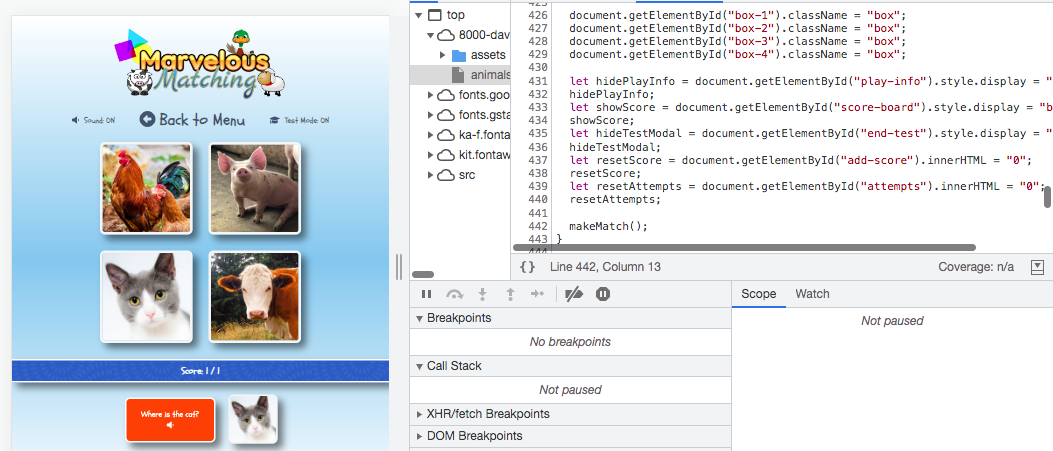 Marvelous
Matching
Sound: ON
Back to Menu
Test Mode: ON
Score: 1 / 1
Where is the cat?
top
8000-dav
assets
animals
fonts.goo
fonts.gsta
ka-f.fonta
kit.fontaw
src
426 document.getElementById("box-1").className = "box";
427 document.getElementById("box-2").className = "box";
428 document.getElementById("box-3").className = "box";
429 document.getElementById("box-4").className = "box";
430
431 let hidePlayInfo = document.getElementById("play-info").style.display = "
432 hidePlayInfo;
433 let showScore = document.getElementById("score-board").style.display = "b
434 showScore;
435 let hideTestModal = document.getElementById("end-test").style.display = "
436 hideTestModal;
437 let resetScore = document.getElementById("add-score").innerHTML = "0";
438 resetScore;
439 let resetAttempts = document.getElementById("attempts").innerHTML = "0";
440 resetAttempts;
441
442 makeMatch();
443 }
{} Line 442, Column 13
Coverage: n/a
Breakpoints
No breakpoints
Call Stack
Not paused
XHR/fetch Breakpoints
DOM Breakpoints
Scope
Watch
Not paused